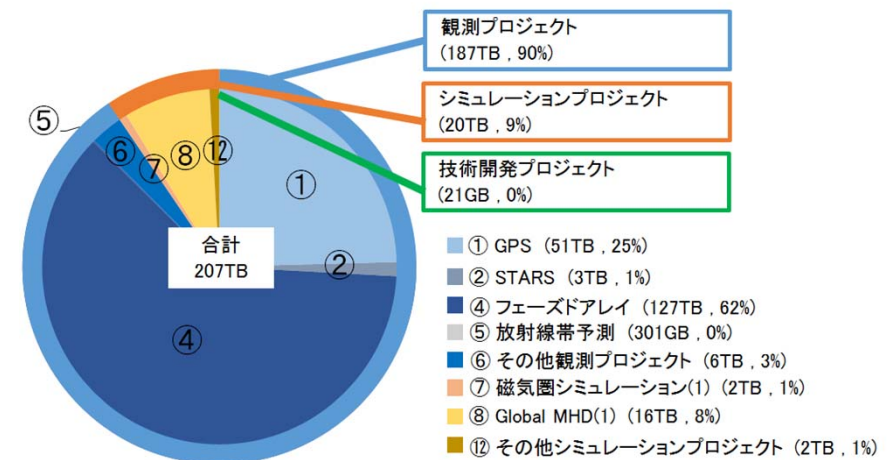 観測プロジェクト
(187TB , 90%)
シミュレーションプロジェクト
(20TB , 9%)
技術開発プロジェクト
(21GB , 0%)
⑤
⑥
⑦
⑧
⑫
①
合計
207TB
②
④
① GPS (51TB , 25%)
② STARS (3TB , 1%)
④ フェーズドアレイ (127TB , 62%)
⑤ 放射線帯予測 (301GB , 0%)
⑥ その他観測プロジェクト (6TB , 3%)
⑦ 磁気圏シミュレーション(1) (2TB , 1%)
⑧ Global MHD(1) (16TB , 8%)
⑫ その他シミュレーションプロジェクト (2TB , 1%)